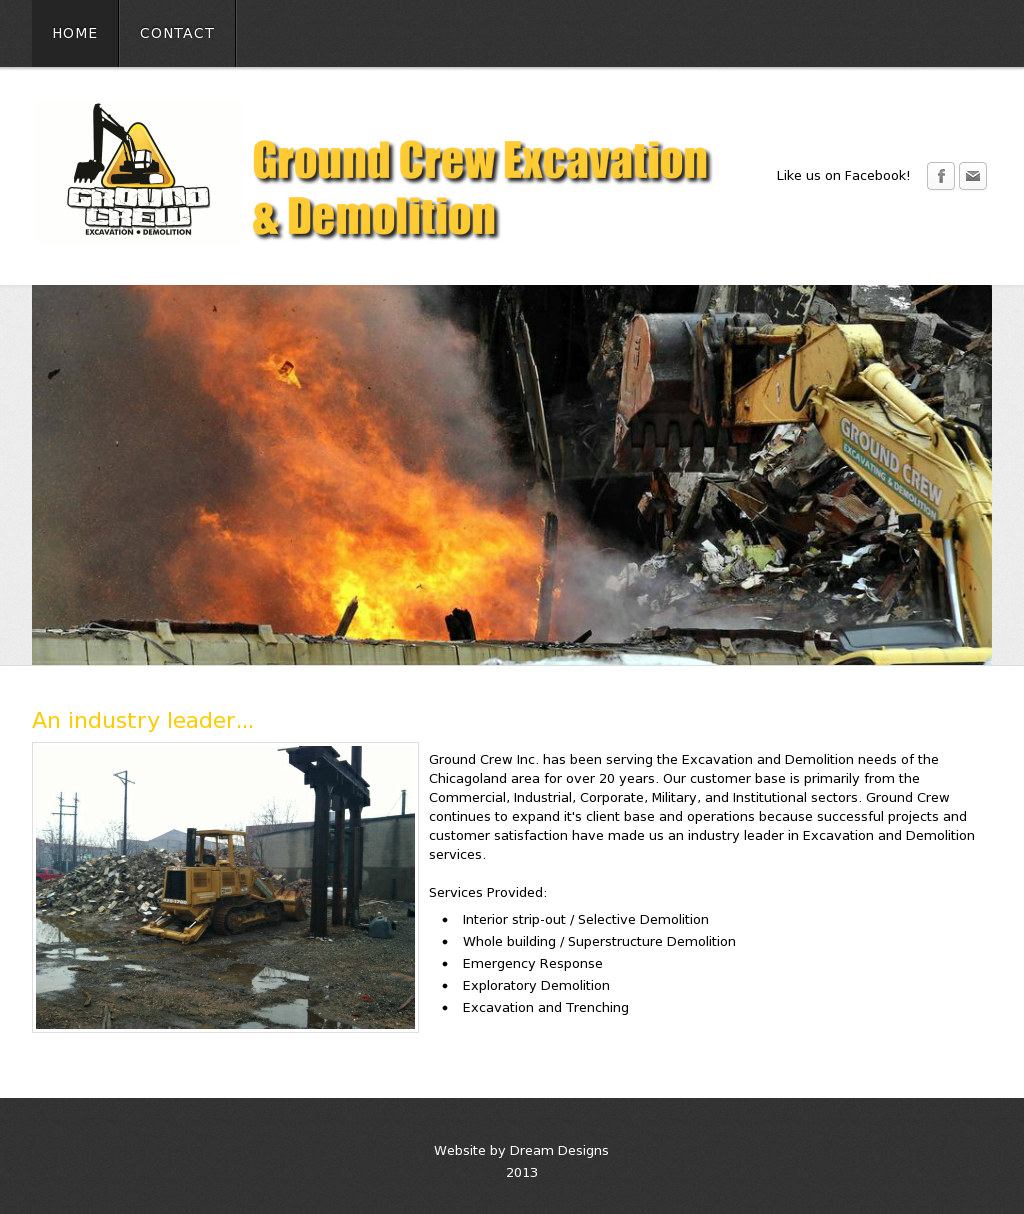 HOME CONTACT
GROUND
CREW
EXCAVATION • DEMOLITION
Ground Crew Excavation
& Demolition
Like us on Facebook!
GROUND CREW
EXCAVATING & DEMOLITION
An industry leader...
Ground Crew Inc. has been serving the Excavation and Demolition needs of the
Chicagoland area for over 20 years. Our customer base is primarily from the
Commercial, Industrial, Corporate, Military, and Institutional sectors. Ground Crew
continues to expand it's client base and operations because successful projects and
customer satisfaction have made us an industry leader in Excavation and Demolition
services.
Services Provided:
• Interior strip-out / Selective Demolition
• Whole building / Superstructure Demolition
• Emergency Response
• Exploratory Demolition
• Excavation and Trenching
Website by Dream Designs
2013